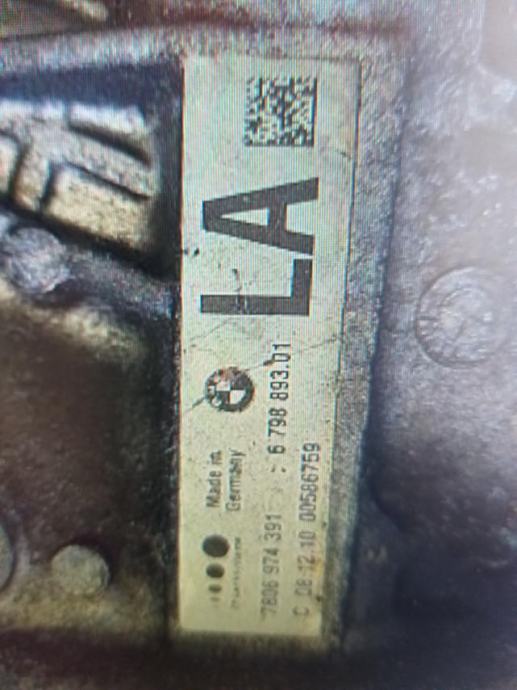 LA
Made in
Germany
7806 974 391 : 6 798 893.01
C 08.12.10 00586759